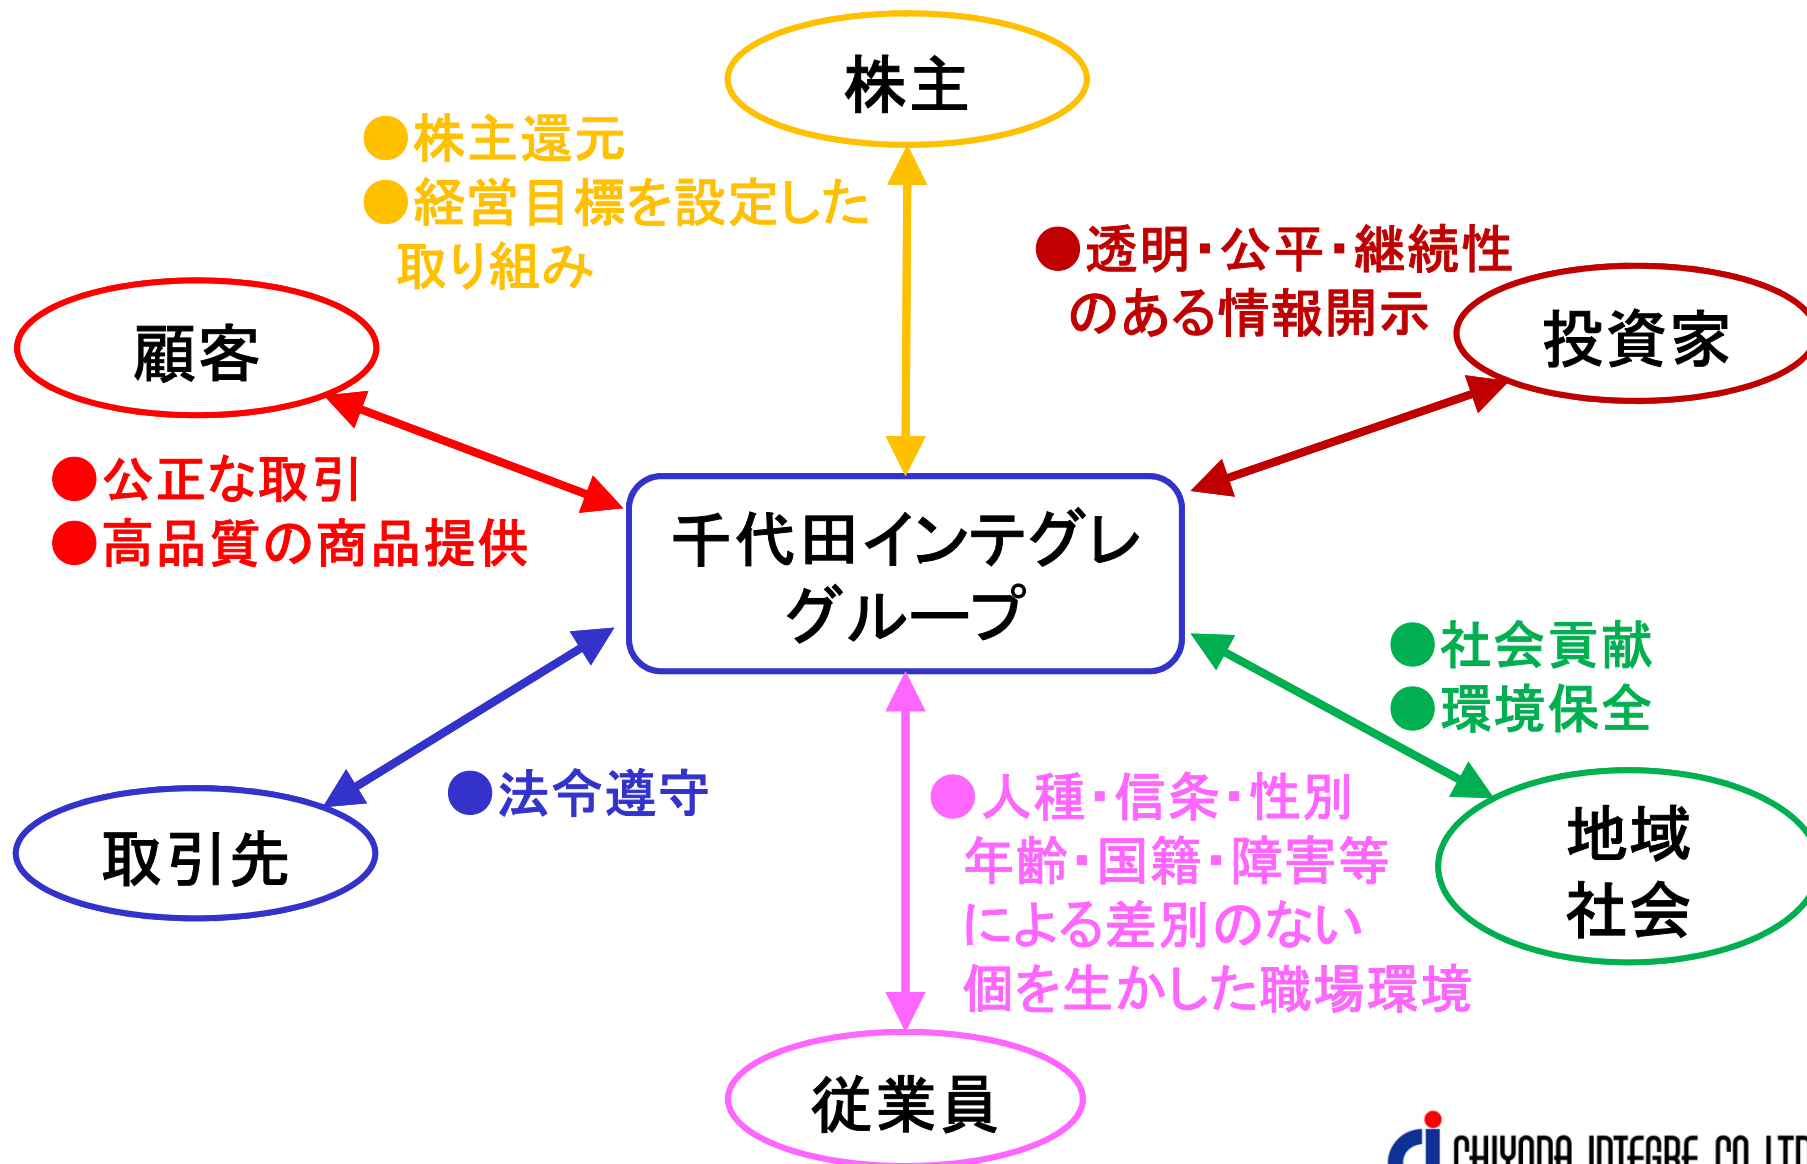 株主
●株主還元
●経営目標を設定した
取り組み
●透明・公平・継続性
のある情報開示
顧客
投資家
●公正な取引
●高品質の商品提供
千代田インテグレ
グループ
●社会貢献
●環境保全
●法令遵守
●人種・信条・性別
年齢・国籍・障害等
による差別のない
個を生かした職場環境
取引先
地域
社会
従業員
CHIYODA INTEGRE CO LTD